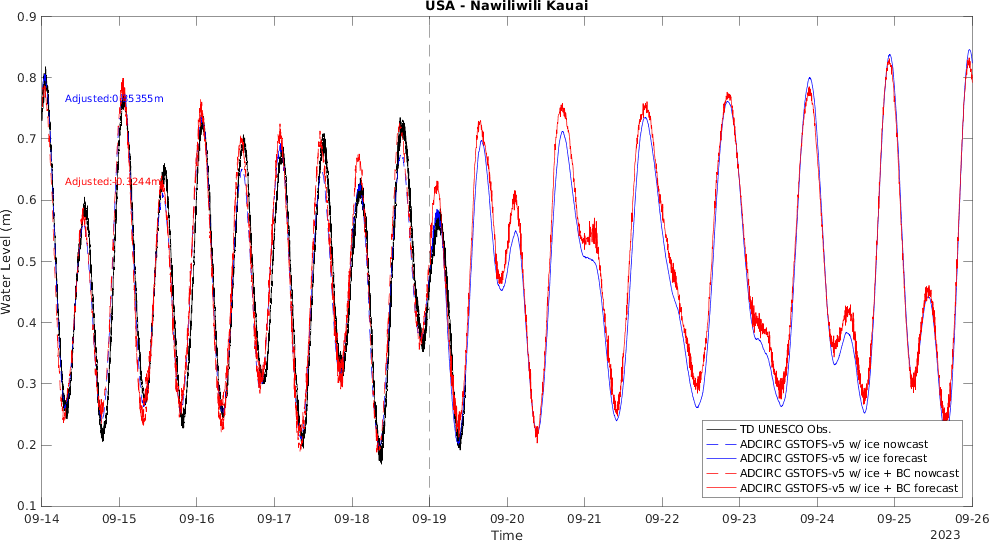 USA - Nawiliwili Kauai
0.9
0.8
0.7
0.6
0.5
0.4
0.3
0.2
0.1
Water Level (m)
Adjusted:
Adjusted:-0.3244m
TD UNESCO Obs.
ADCIRC GSTOFS-v5 w/ ice nowcast
ADCIRC GSTOFS-v5 w/ ice forecast
ADCIRC GSTOFS-v5 w/ ice + BC nowcast
ADCIRC GSTOFS-v5 w/ ice + BC forecast
09-14 09-15 09-16 09-17 09-18 09-19 09-20 09-21 09-22 09-23 09-24 09-25 09-26
Time
2023